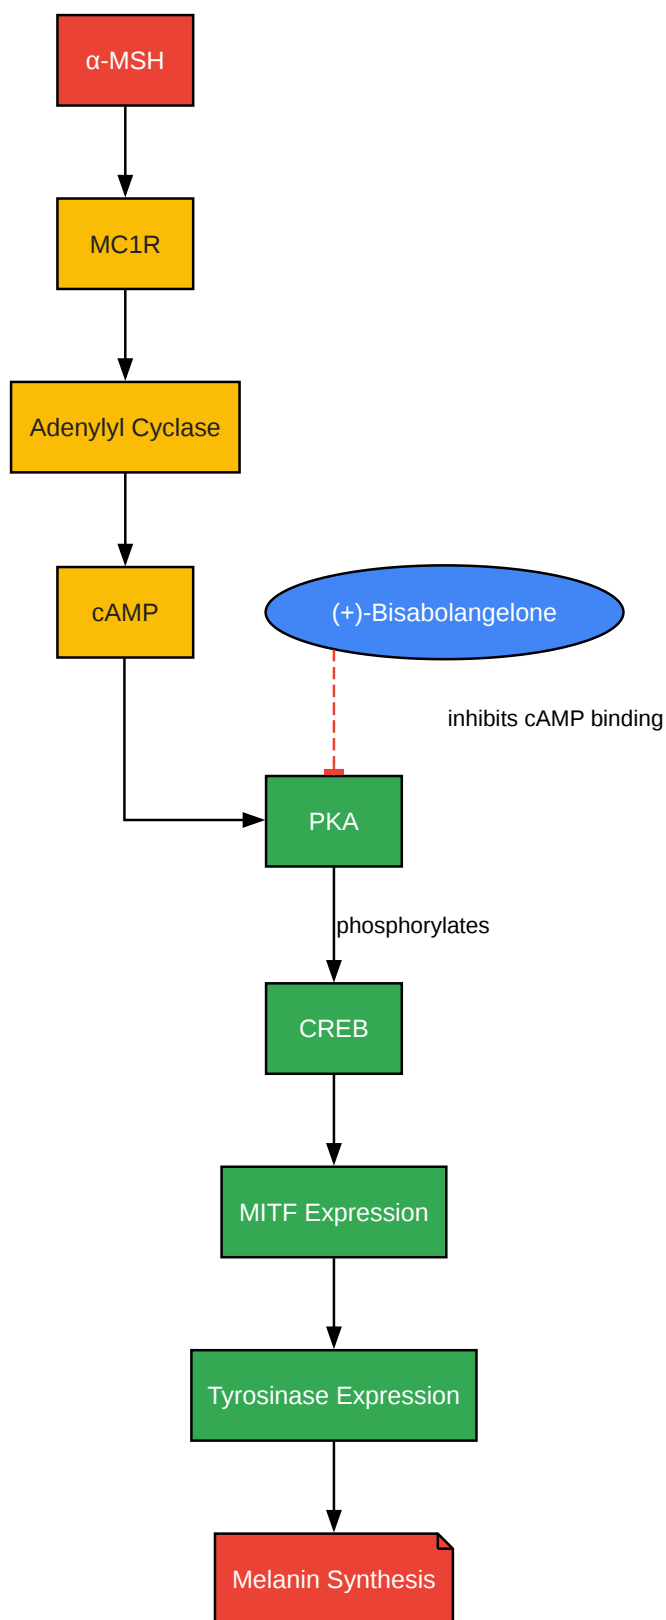 α-MSH
MC1R
Adenylyl Cyclase
cAMP
(+)-Bisabolangelone
inhibits cAMP binding
PKA
phosphorylates
CREB
MITF Expression
Tyrosinase Expression
Melanin Synthesis